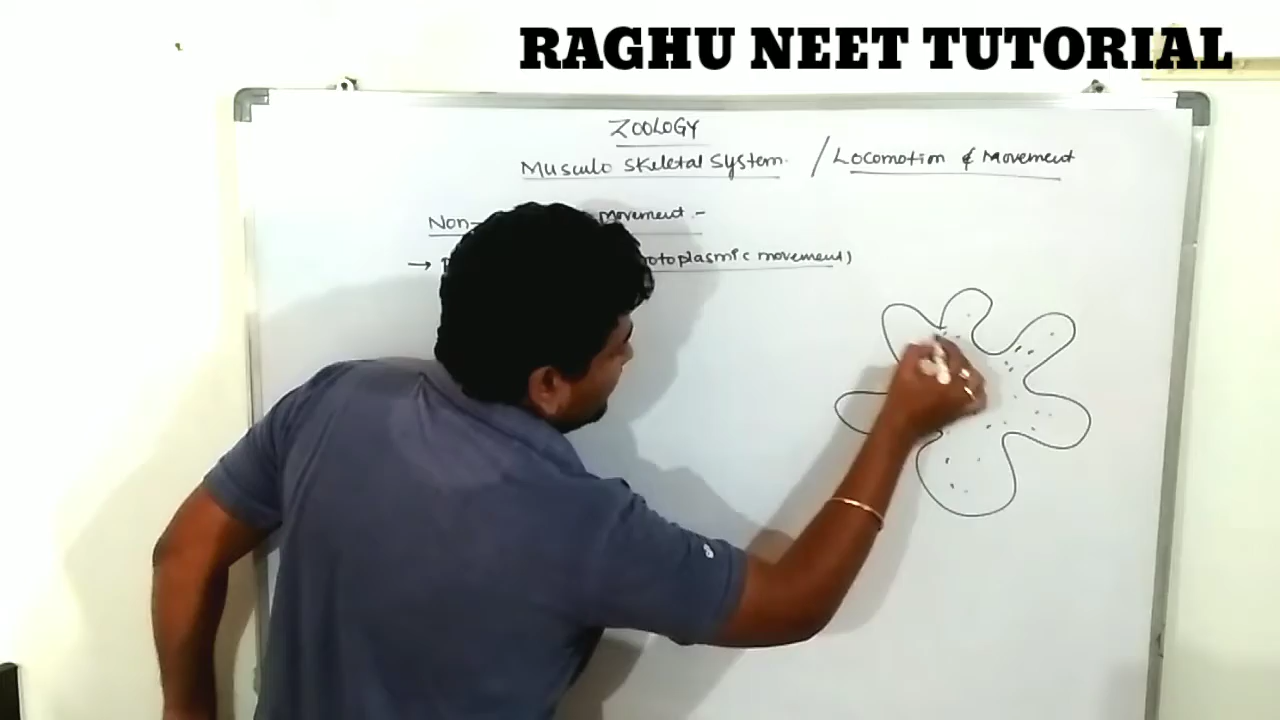 RAGHU NEET TUTORIAL
ZOOLOGY
Musculo Skeletal System / Locomotion & Movement
Non- movement :-
→ otoplasmic movement)